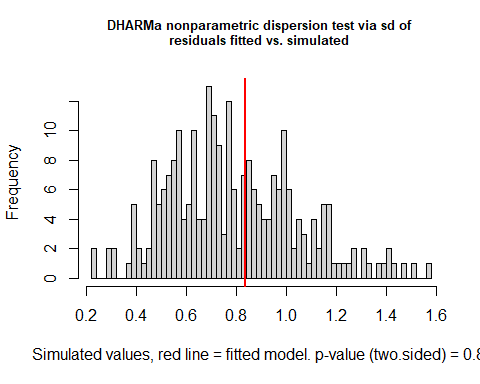 DHARMa nonparametric dispersion test via sd of
residuals fitted vs. simulated
Frequency
10
8
6
4
2
0
0.2 0.4 0.6 0.8 1.0 1.2 1.4 1.6
Simulated values, red line = fitted model. p-value (two.sided) = 0.8